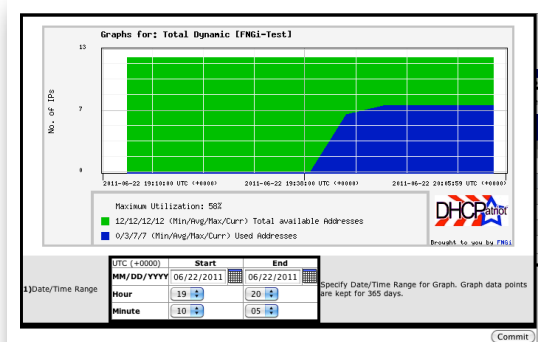 Graphs for: Total Dynamic [FNGi-Test]
13
7
0
No. of IPs
2011-06-22 19:10:00 UTC (+0000)
2011-06-22 19:38:00 UTC (+0000)
2011-06-22 20:05:59 UTC (+0000)
Maximum Utilization: 58%
12/12/12/12 (Min/Avg/Max/Curr) Total available Addresses
0/3/7/7 (Min/Avg/Max/Curr) Used Addresses
DHCPatriot
Brought to you by FNGi
1)Date/Time Range
UTC (+0000) Start End
MM/DD/YYYY 06/22/2011 06/22/2011
Hour 19 20
Minute 10 05
Specify Date/Time Range for Graph. Graph data points are kept for 365 days.
Commit